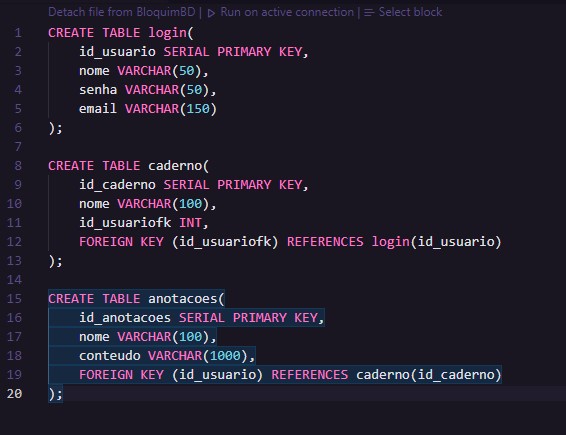 Detach file from BloquimBD | ▷ Run on active connection | ≡ Select block
1 CREATE TABLE login(
2     id_usuario SERIAL PRIMARY KEY,
3     nome VARCHAR(50),
4     senha VARCHAR(50),
5     email VARCHAR(150)
6 );
7
8 CREATE TABLE caderno(
9     id_caderno SERIAL PRIMARY KEY,
10     nome VARCHAR(100),
11     id_usuariofk INT,
12     FOREIGN KEY (id_usuariofk) REFERENCES login(id_usuario)
13 );
14
15 CREATE TABLE anotacoes(
16     id_anotacoes SERIAL PRIMARY KEY,
17     nome VARCHAR(100),
18     conteudo VARCHAR(1000),
19     FOREIGN KEY (id_usuario) REFERENCES caderno(id_caderno)
20 );